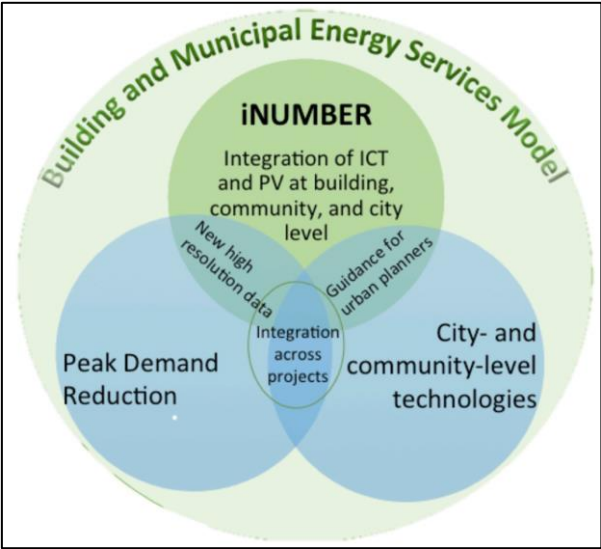 Building and Municipal Energy Services Model
iNUMBER
Integration of ICT
and PV at building,
community, and city
level
New high
resolution data
Guidance for
urban planners
Integration
across
projects
Peak Demand
Reduction
City- and
community-level
technologies